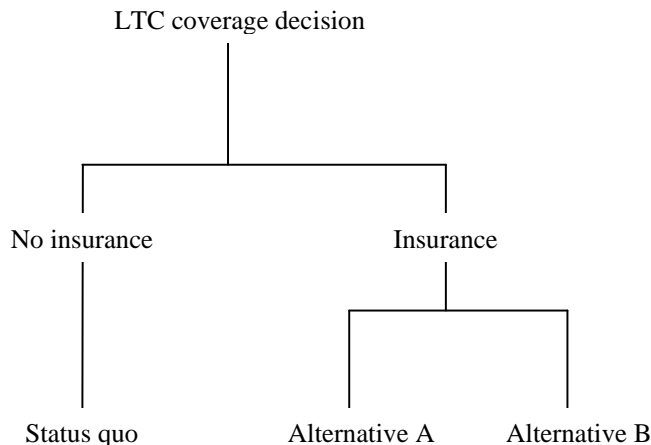 LTC coverage decision
No insurance
Insurance
Status quo
Alternative A
Alternative B